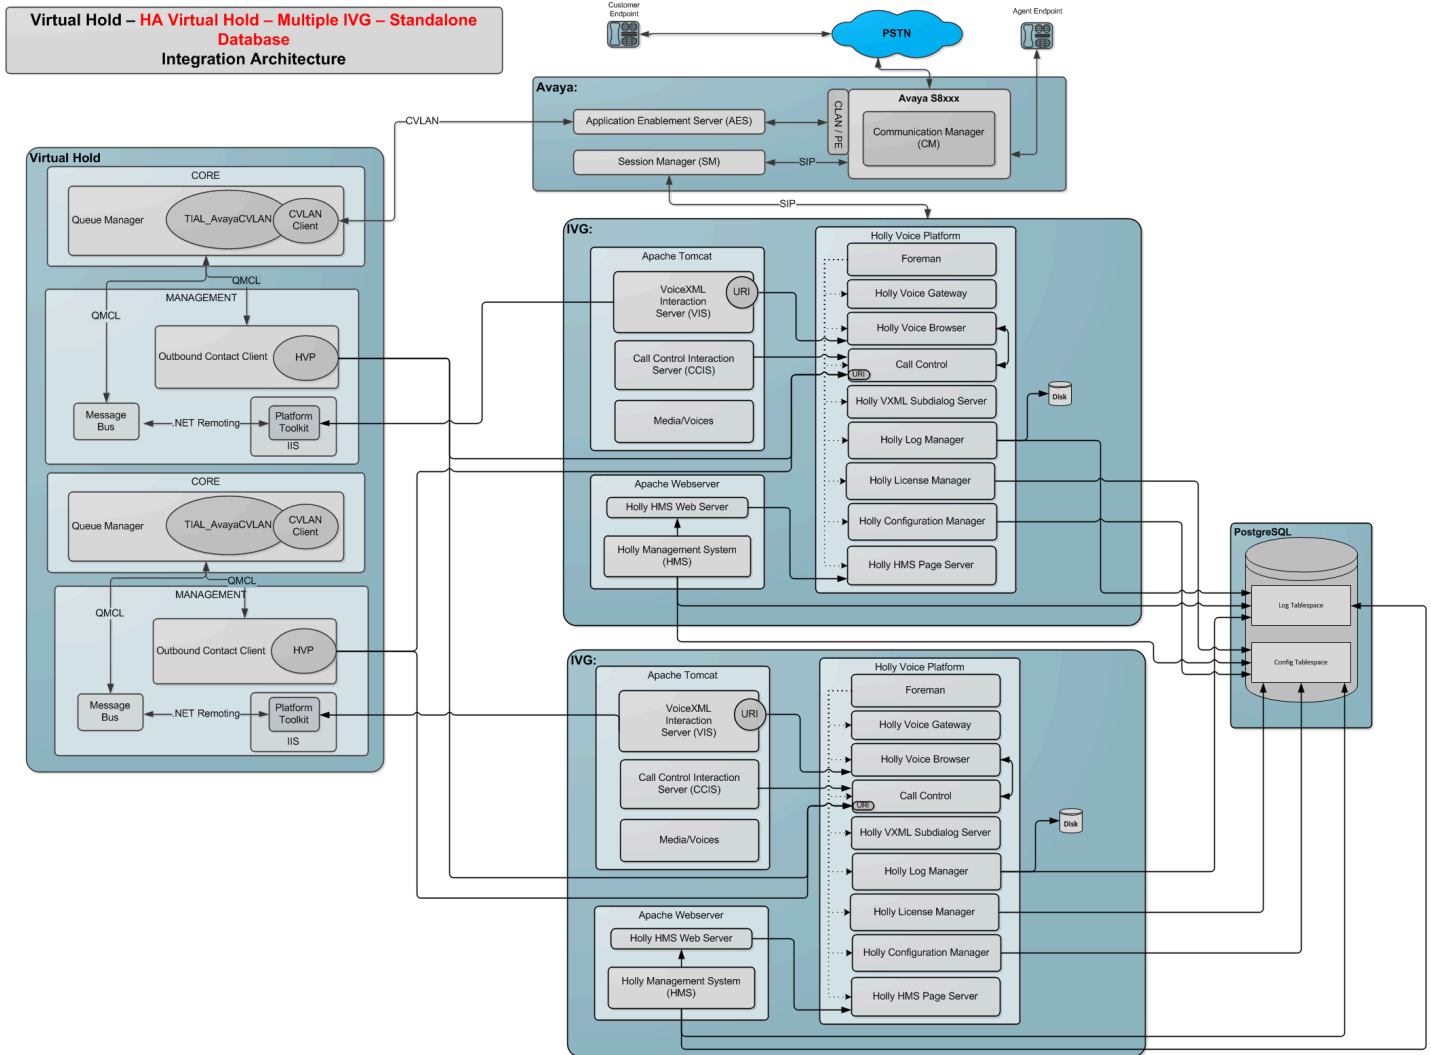 Virtual Hold – HA Virtual Hold – Multiple IVG – Standalone
Database
Integration Architecture
Customer
Endpoint
PSTN
Agent Endpoint
Avaya:
Application Enablement Server (AES)
Session Manager (SM)
SIP
CLAN / PE
Avaya S8xxx
Communication Manager
(CM)
CVLAN
SIP
Virtual Hold
CORE
Queue Manager
TIAL_AvayaCVLAN
CVLAN
Client
QMCL
QMCL
MANAGEMENT
Outbound Contact Client
HVP
Message
Bus
.NET Remoting
Platform
Toolkit
IIS
CORE
Queue Manager
TIAL_AvayaCVLAN
CVLAN
Client
QMCL
QMCL
MANAGEMENT
Outbound Contact Client
HVP
Message
Bus
.NET Remoting
Platform
Toolkit
IIS
IVG:
Apache Tomcat
VoiceXML
Interaction
Server (VIS)
URI
Call Control Interaction
Server (CCIS)
Media/Voices
Apache Webserver
Holly HMS Web Server
Holly Management System
(HMS)
Holly Voice Platform
Foreman
Holly Voice Gateway
Holly Voice Browser
Call Control
URI
Holly VXML Subdialog Server
Holly Log Manager
Holly License Manager
Holly Configuration Manager
Holly HMS Page Server
Disk
IVG:
Apache Tomcat
VoiceXML
Interaction
Server (VIS)
URI
Call Control Interaction
Server (CCIS)
Media/Voices
Apache Webserver
Holly HMS Web Server
Holly Management System
(HMS)
Holly Voice Platform
Foreman
Holly Voice Gateway
Holly Voice Browser
Call Control
URI
Holly VXML Subdialog Server
Holly Log Manager
Holly License Manager
Holly Configuration Manager
Holly HMS Page Server
Disk
PostgreSQL
Log Tablespace
Config Tablespace